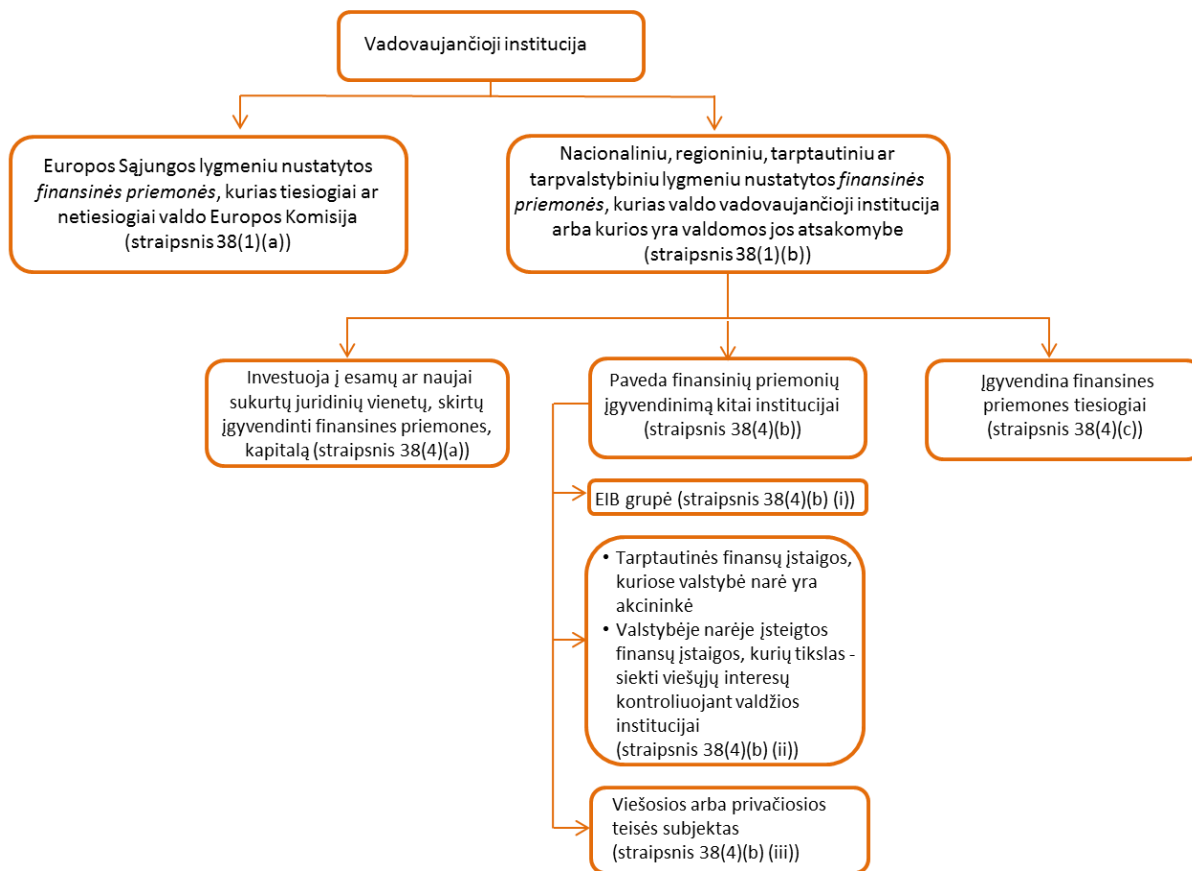 Vadovaujančioji institucija
Europos Sąjungos lygmeniu nustatytos
finansinės priemonės, kurias tiesiogiai ar
netiesiogiai valdo Europos Komisija
(straipsnis 38(1)(a))
Nacionaliniu, regioniniu, tarptautiniu ar
tarpvalstybiniu lygmeniu nustatytos finansinės
priemonės, kurias valdo vadovaujančioji institucija
arba kurios yra valdomos jos atsakomybe
(straipsnis 38(1)(b))
Investuoja į esamų ar naujai
sukurtų juridinių vienetų, skirtų
įgyvendinti finansines priemones,
kapitalą (straipsnis 38(4)(a))
Paveda finansinių priemonių
įgyvendinimą kitai institucijai
(straipsnis 38(4)(b))
Įgyvendina finansines
priemones tiesiogiai
(straipsnis 38(4)(c))
EIB grupė (straipsnis 38(4)(b) (i))
• Tarptautinės finansų įstaigos,
kuriose valstybė narė yra
akcininkė
• Valstybėje narėje įsteigtos
finansų įstaigos, kurių tikslas -
siekti viešųjų interesų
kontroliuojant valdžios
institucijai
(straipsnis 38(4)(b) (ii))
Viešosios arba privačiosios
teisės subjektas
(straipsnis 38(4)(b) (iii))